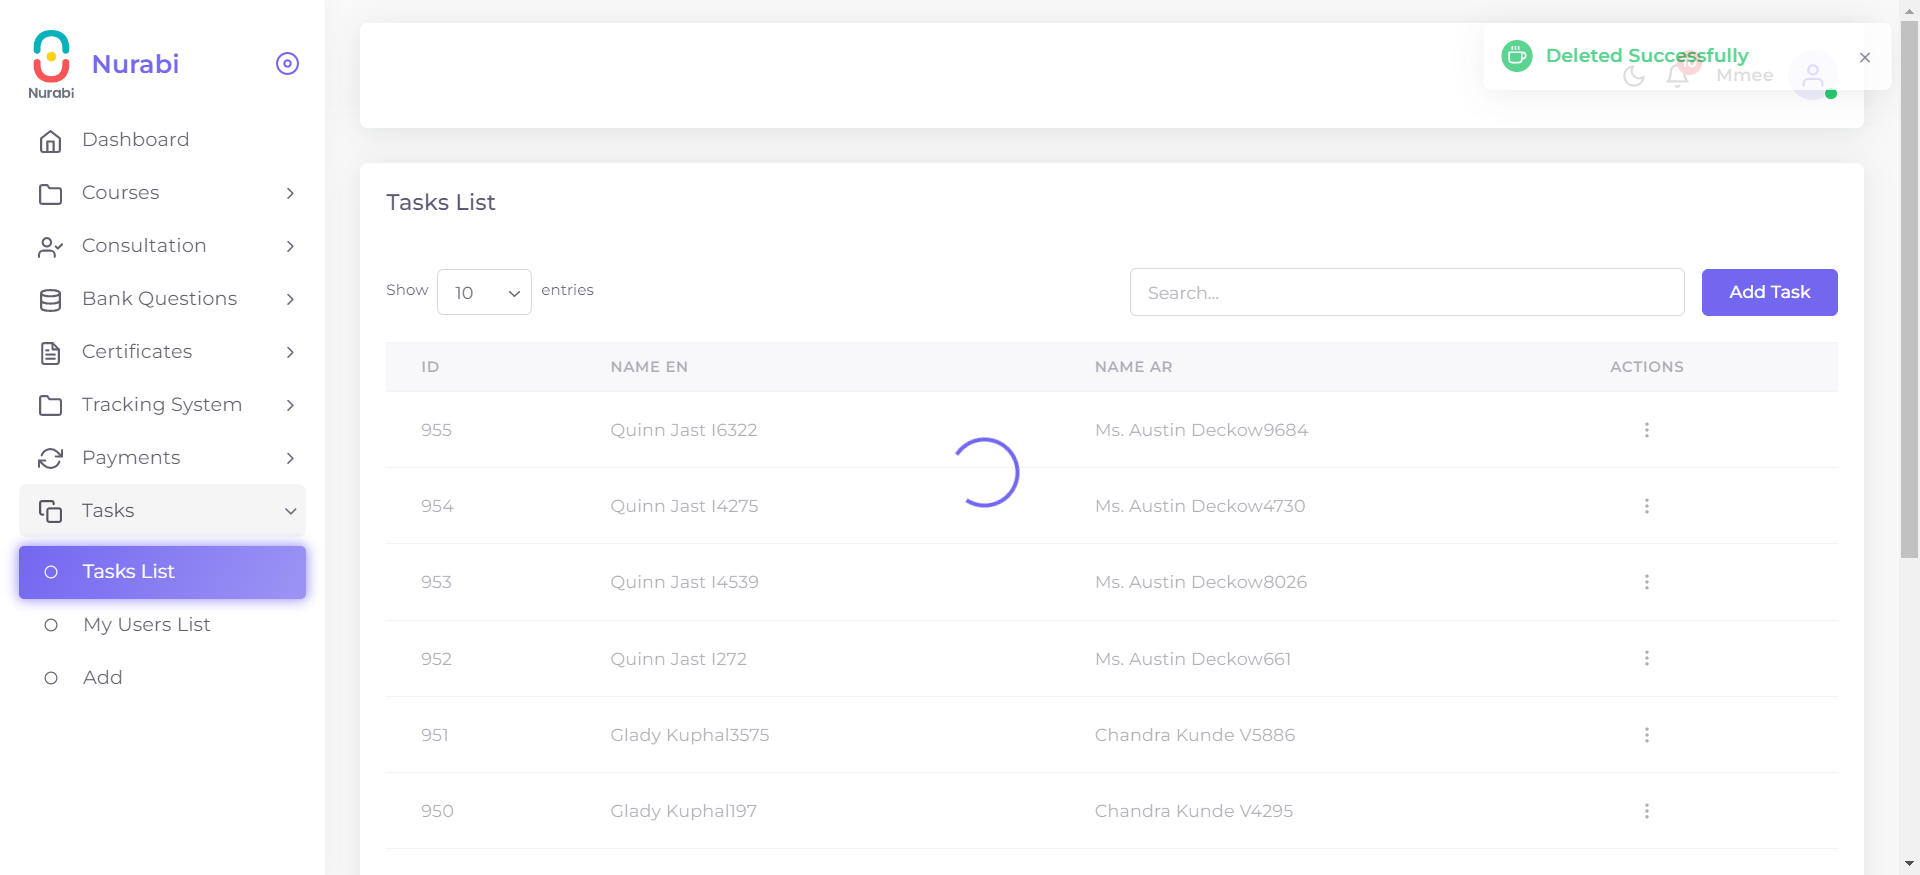 Nurabi
Nurabi
Dashboard
Courses
Consultation
Bank Questions
Certificates
Tracking System
Payments
Tasks
Tasks List
My Users List
Add
Deleted Successfully
Mmee
Tasks List
Show 10 entries
Search...
Add Task
ID NAME EN NAME AR ACTIONS
955 Quinn Jast I6322 Ms. Austin Deckow9684
954 Quinn Jast I4275 Ms. Austin Deckow4730
953 Quinn Jast I4539 Ms. Austin Deckow8026
952 Quinn Jast I272 Ms. Austin Deckow661
951 Glady Kuphal3575 Chandra Kunde V5886
950 Glady Kuphal197 Chandra Kunde V4295